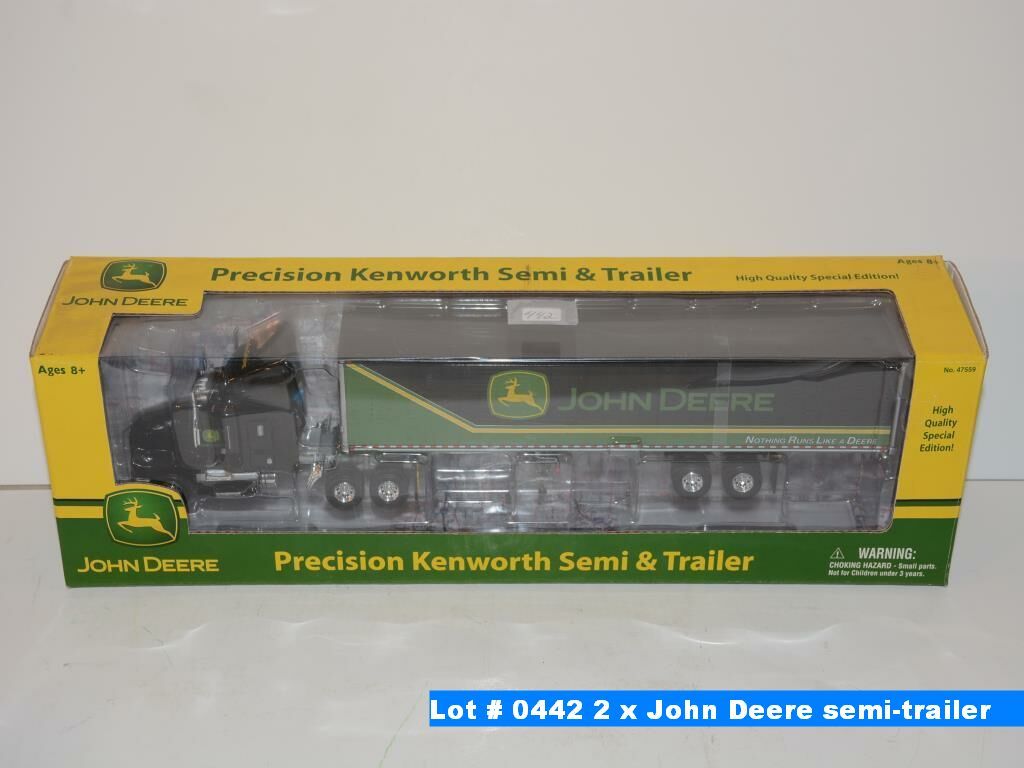 Precision Kenworth Semi & Trailer
High Quality Special Edition!
Ages 8+
JOHN DEERE
442
Ages 8+
No. 47559
JOHN DEERE
NOTHING RUNS LIKE A DEERE
High
Quality
Special
Edition!
JOHN DEERE
Precision Kenworth Semi & Trailer
WARNING:
CHOKING HAZARD - Small parts.
Not for Children under 3 years.
Lot # 0442 2 x John Deere semi-trailer